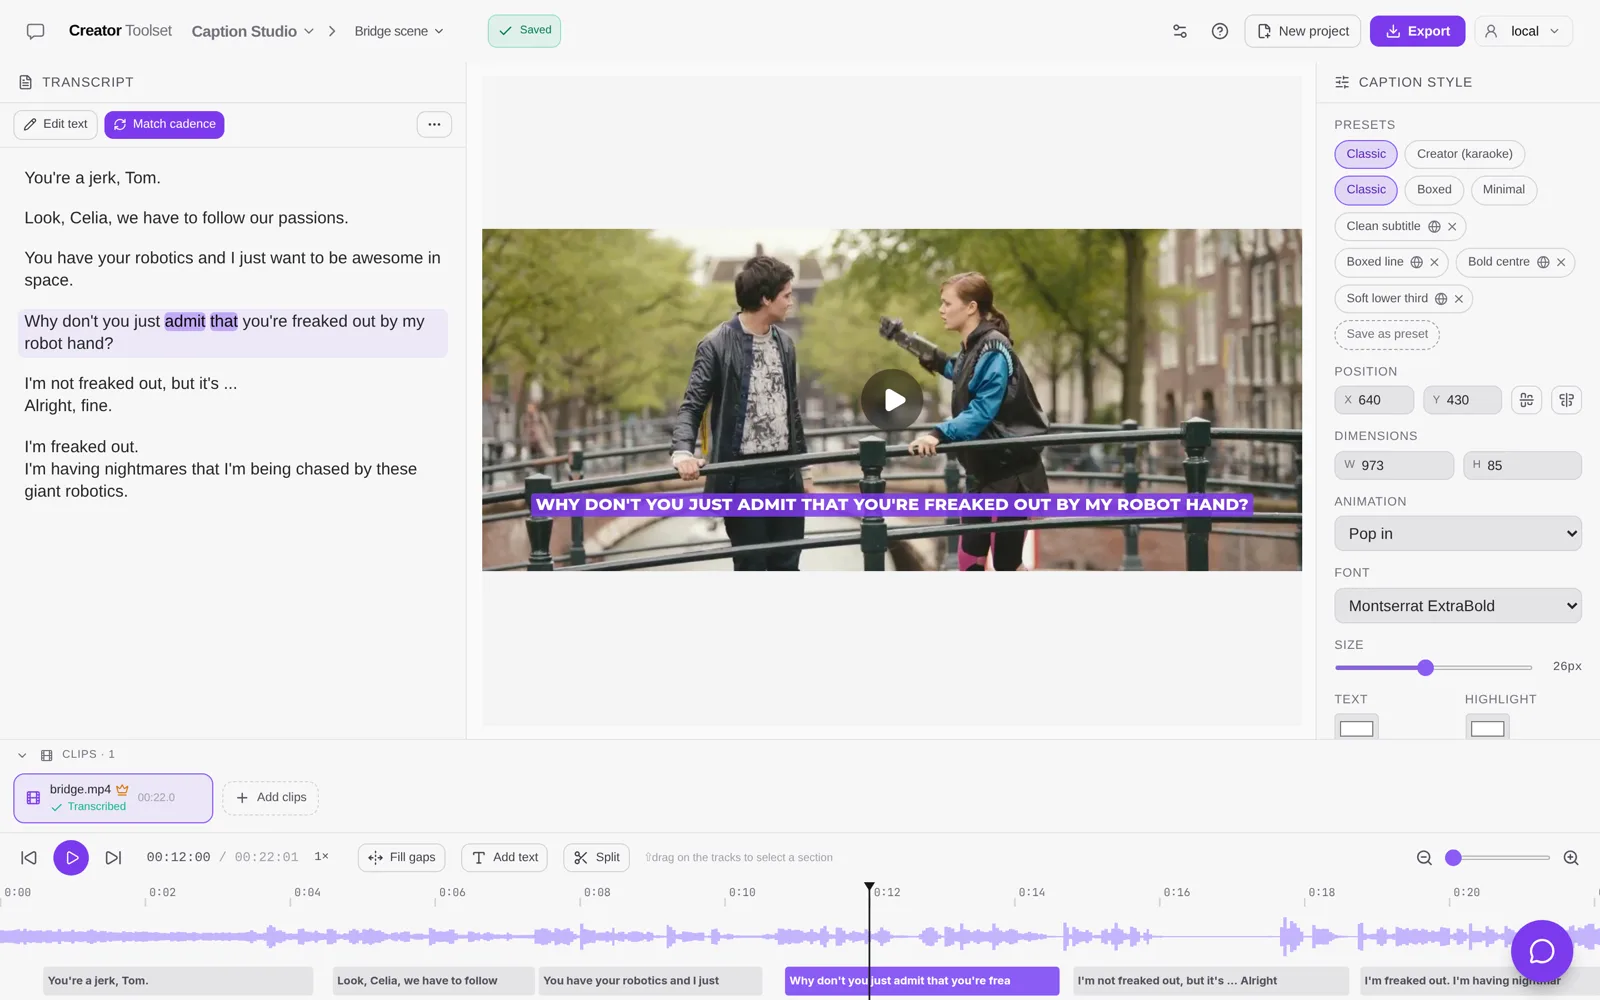 Creator Toolset
Caption Studio
Bridge scene
Saved
New project
Export
local
TRANSCRIPT
Edit text
Match cadence
You're a jerk, Tom.
Look, Celia, we have to follow our passions.
You have your robotics and I just want to be awesome in
space.
Why don't you just admit that you're freaked out by my
robot hand?
I'm not freaked out, but it's ...
Alright, fine.
I'm freaked out.
I'm having nightmares that I'm being chased by these
giant robotics.
WHY DON'T YOU JUST ADMIT THAT YOU'RE FREAKED OUT BY MY ROBOT HAND?
CAPTION STYLE
PRESETS
Classic
Creator (karaoke)
Classic
Boxed
Minimal
Clean subtitle
Boxed line
Bold centre
Soft lower third
Save as preset
POSITION
X 640
Y 430
DIMENSIONS
W 973
H 85
ANIMATION
Pop in
FONT
Montserrat ExtraBold
SIZE
26px
TEXT
HIGHLIGHT
CLIPS · 1
bridge.mp4
Transcribed
00:22.0
Add clips
00:12:00 / 00:22:01
1×
Fill gaps
Add text
Split
⇧drag on the tracks to select a section
0:00 0:02 0:04 0:06 0:08 0:10 0:12 0:14 0:16 0:18 0:20
You're a jerk, Tom.
Look, Celia, we have to follow
You have your robotics and I just
Why don't you just admit that you're frea
I'm not freaked out, but it's ... Alright
I'm freaked out. I'm having nightmar